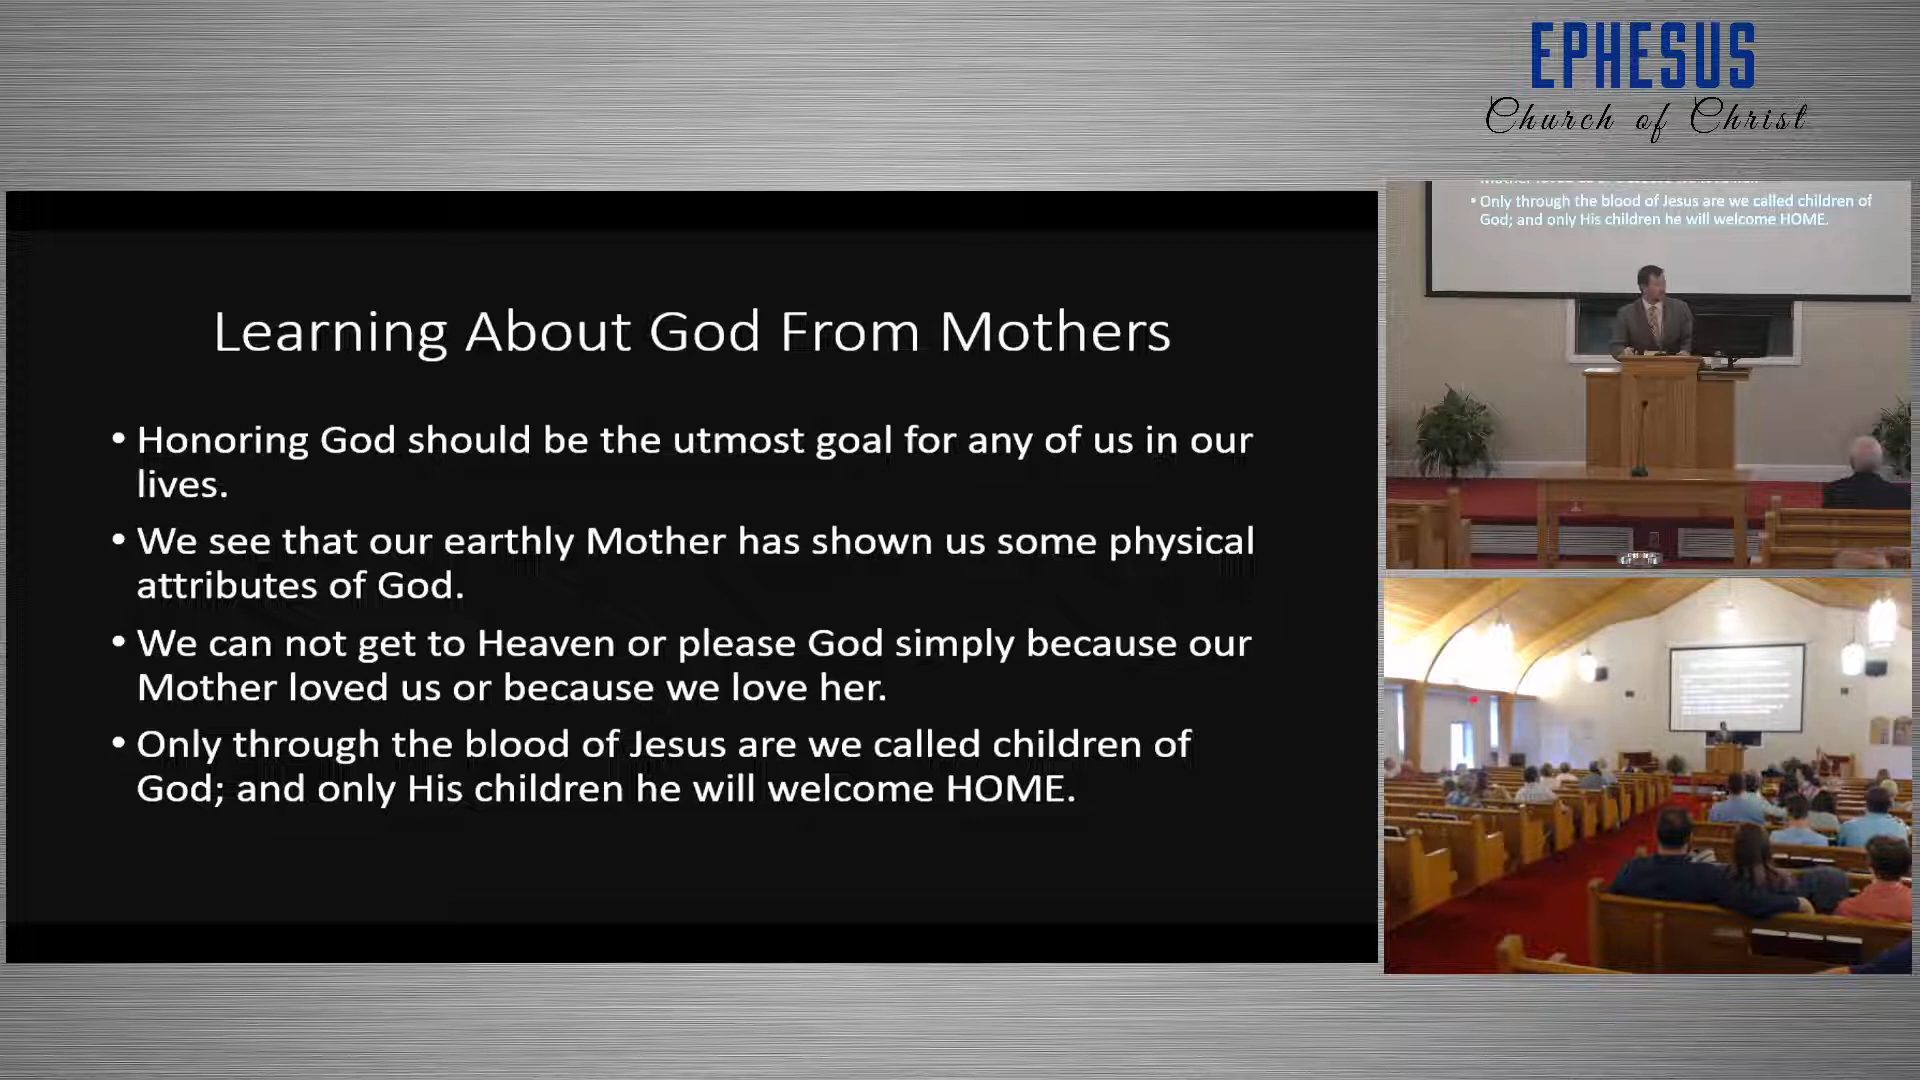 EPHESUS
Church of Christ
Learning About God From Mothers
• Honoring God should be the utmost goal for any of us in our
lives.
• We see that our earthly Mother has shown us some physical
attributes of God.
• We can not get to Heaven or please God simply because our
Mother loved us or because we love her.
• Only through the blood of Jesus are we called children of
God; and only His children he will welcome HOME.
• Only through the blood of Jesus are we called children of
God; and only His children he will welcome HOME.